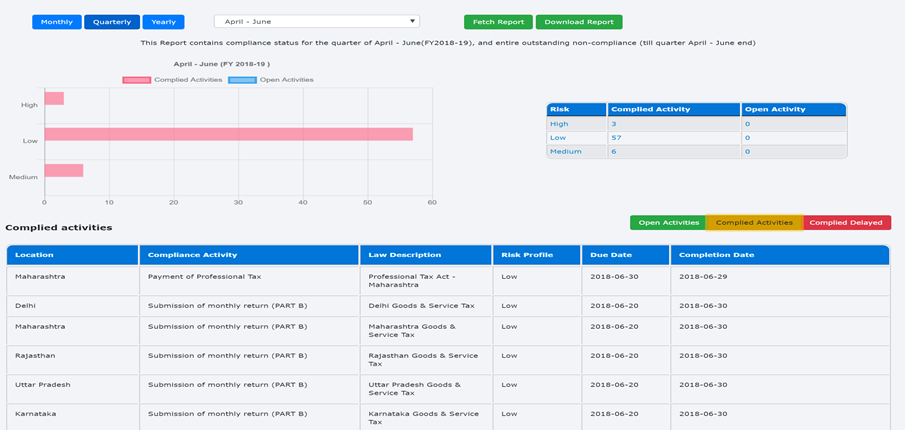 Monthly Quarterly Yearly April - June Fetch Report Download Report
This Report contains compliance status for the quarter of April - June(FY2018-19), and entire outstanding non-compliance (till quarter April - June end)
April - June (FY 2018-19 )
Complied Activities Open Activities
High
Low
Medium
0 10 20 30 40 50 60
Risk Complied Activity Open Activity
High 3 0
Low 57 0
Medium 6 0
Open Activities Complied Activities Complied Delayed
Complied activities
Location Compliance Activity Law Description Risk Profile Due Date Completion Date
Maharashtra Payment of Professional Tax Professional Tax Act - Low 2018-06-30 2018-06-29
Maharashtra
Delhi Submission of monthly return (PART B) Delhi Goods & Service Tax Low 2018-06-20 2018-06-30
Maharashtra Submission of monthly return (PART B) Maharashtra Goods & Low 2018-06-20 2018-06-30
Service Tax
Rajasthan Submission of monthly return (PART B) Rajasthan Goods & Service Low 2018-06-20 2018-06-30
Tax
Uttar Pradesh Submission of monthly return (PART B) Uttar Pradesh Goods & Low 2018-06-20 2018-06-30
Service Tax
Karnataka Submission of monthly return (PART B) Karnataka Goods & Service Low 2018-06-20 2018-06-30
Tax